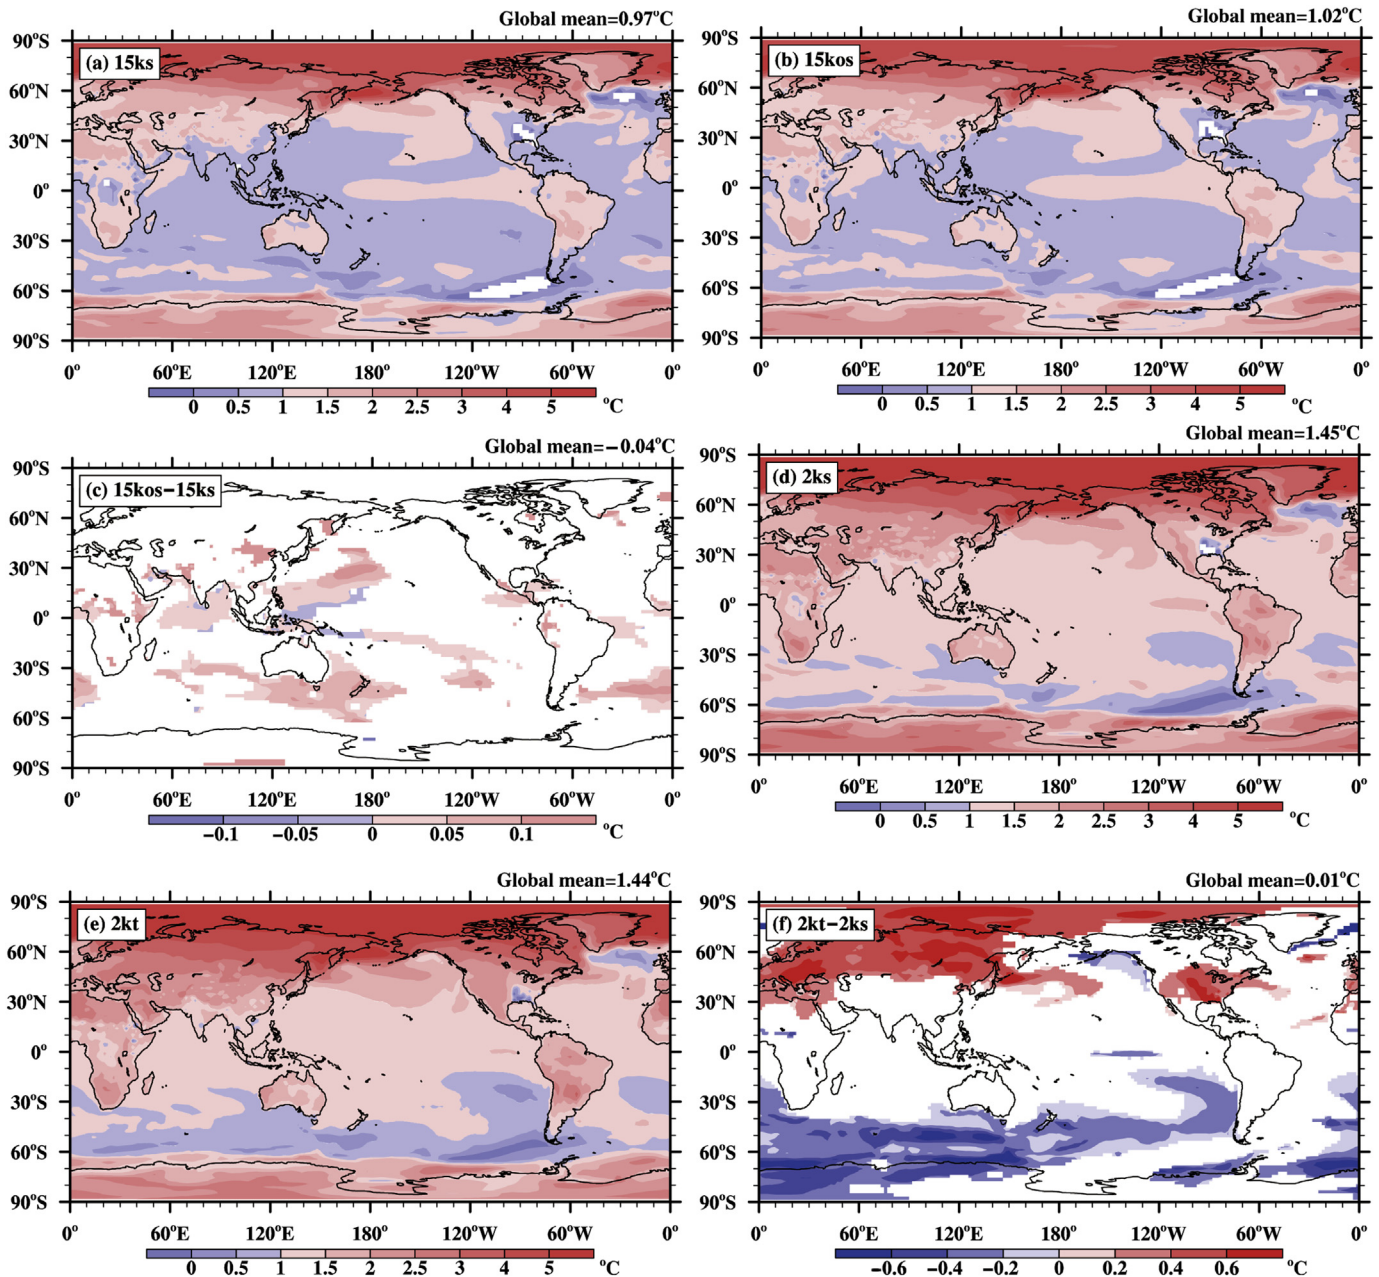 Global mean=0.97°C
90°S
(a) 15ks
60°N
30°N
0°
30°S
60°S
90°S
0° 60°E 120°E 180° 120°W 60°W 0°
0 0.5 1 1.5 2 2.5 3 4 5 °C
Global mean=1.02°C
90°S
(b) 15kos
60°N
30°N
0°
30°S
60°S
90°S
0° 60°E 120°E 180° 120°W 60°W 0°
0 0.5 1 1.5 2 2.5 3 4 5 °C
Global mean=−0.04°C
90°S
(c) 15kos−15ks
60°N
30°N
0°
30°S
60°S
90°S
0° 60°E 120°E 180° 120°W 60°W 0°
−0.1 −0.05 0 0.05 0.1 °C
Global mean=1.45°C
90°S
(d) 2ks
60°N
30°N
0°
30°S
60°S
90°S
0° 60°E 120°E 180° 120°W 60°W 0°
0 0.5 1 1.5 2 2.5 3 4 5 °C
Global mean=1.44°C
90°S
(e) 2kt
60°N
30°N
0°
30°S
60°S
90°S
0° 60°E 120°E 180° 120°W 60°W 0°
0 0.5 1 1.5 2 2.5 3 4 5 °C
Global mean=0.01°C
90°S
(f) 2kt−2ks
60°N
30°N
0°
30°S
60°S
90°S
0° 60°E 120°E 180° 120°W 60°W 0°
−0.6 −0.4 −0.2 0 0.2 0.4 0.6 °C